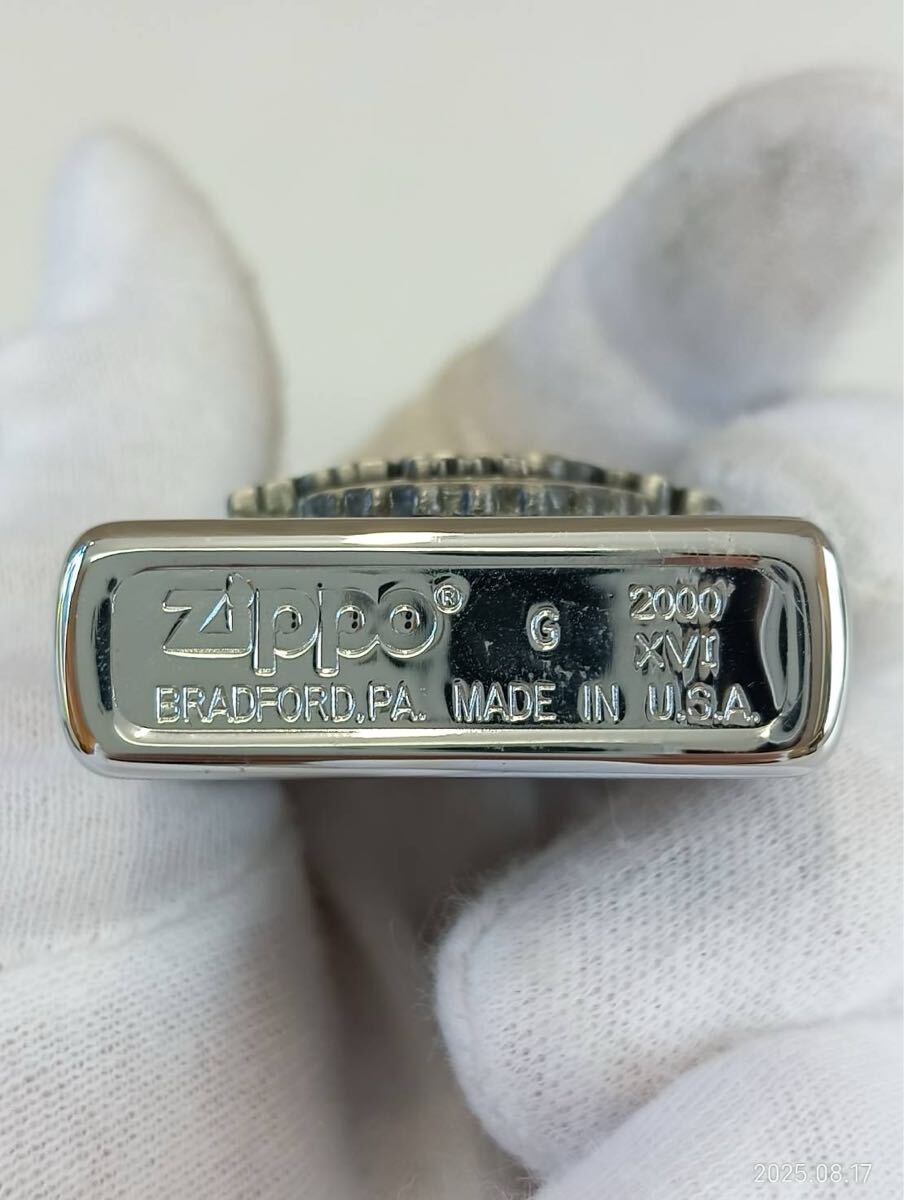 Zippo® G 2000
XVI
BRADFORD, PA. MADE IN U.S.A.
2025.08.17